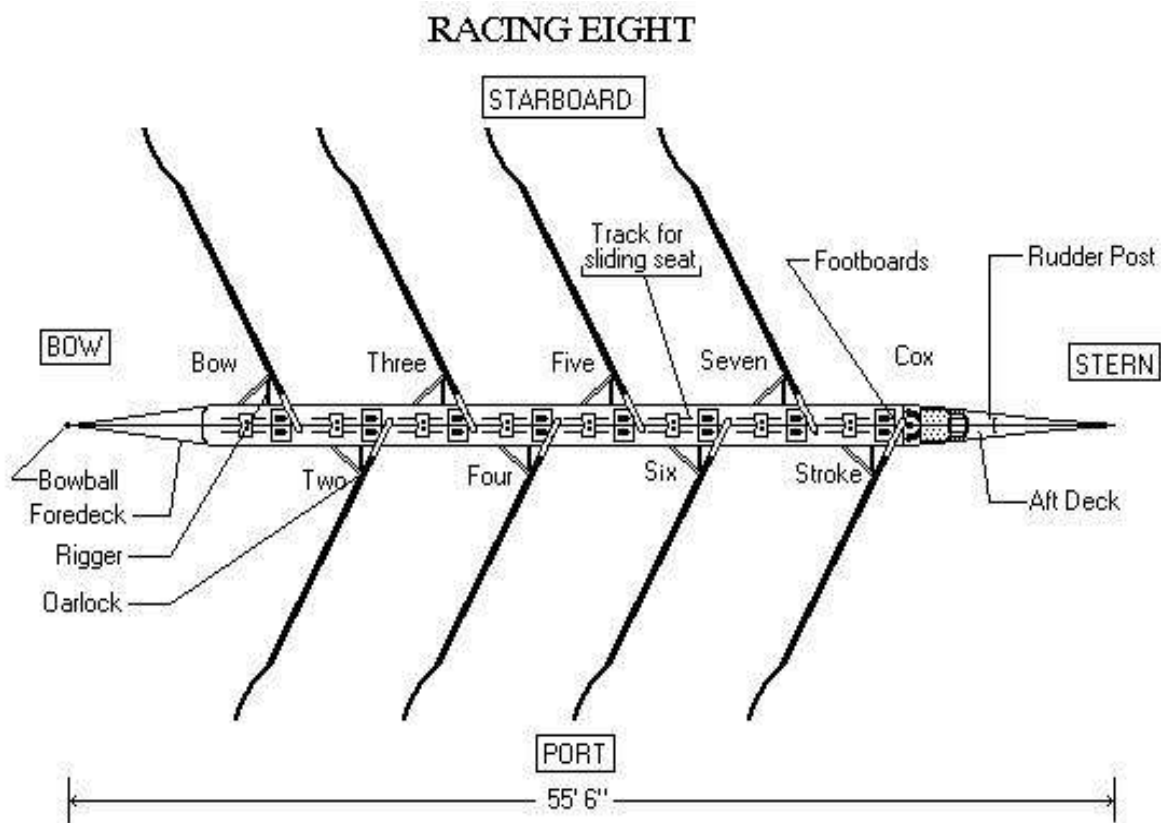 RACING EIGHT
STARBOARD
Track for
sliding seat
Footboards
Rudder Post
BOW
Bow
Three
Five
Seven
Cox
STERN
Bowball
Two
Four
Six
Stroke
Foredeck
Aft Deck
Rigger
Oarlock
PORT
55' 6"